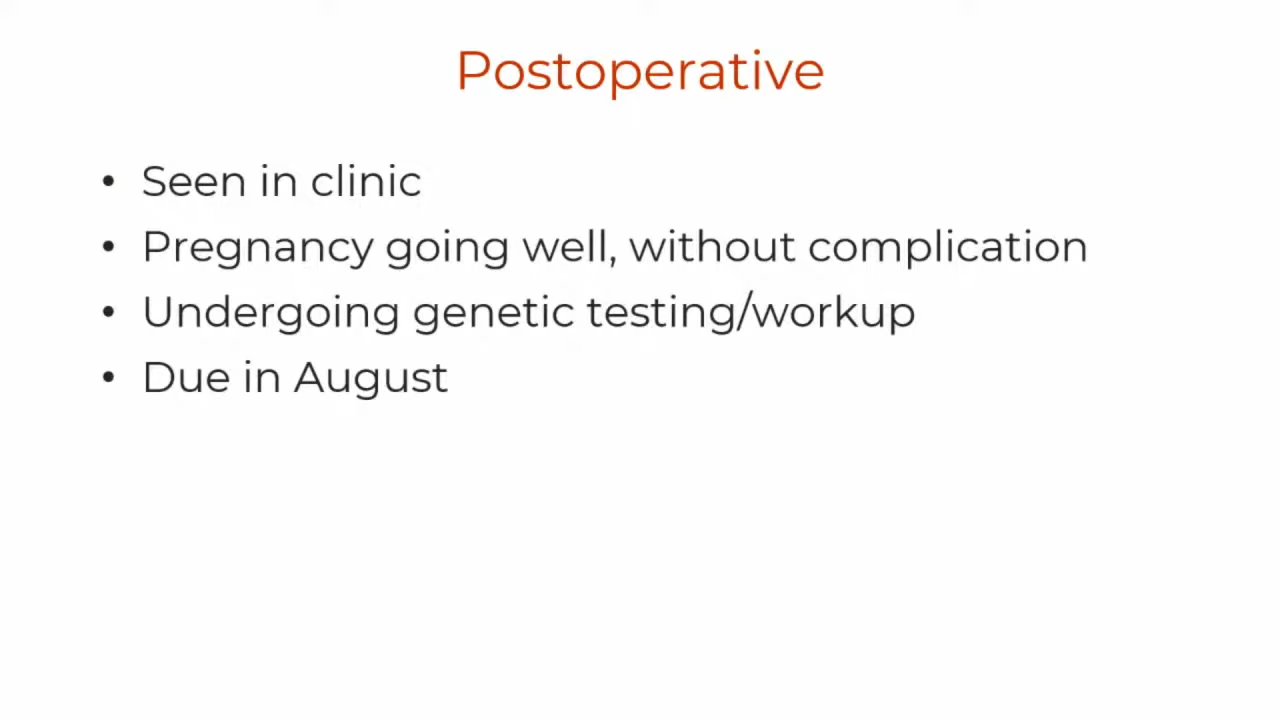 Postoperative
• Seen in clinic
• Pregnancy going well, without complication
• Undergoing genetic testing/workup
• Due in August